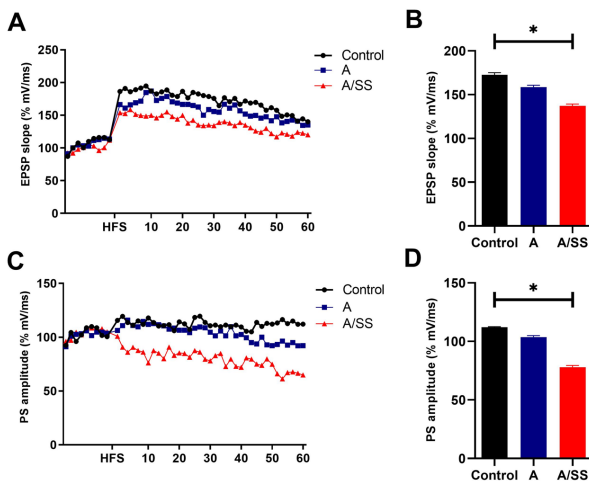 A
Control
A
A/SS
EPSP slope (% mV/ms)
250
200
150
100
50
0
HFS 10 20 30 40 50 60
B
*
EPSP slope (% mV/ms)
200
150
100
50
0
Control A A/SS
C
Control
A
A/SS
PS amplitude (% mV/ms)
150
100
50
0
HFS 10 20 30 40 50 60
D
*
PS amplitude (% mV/ms)
150
100
50
0
Control A A/SS